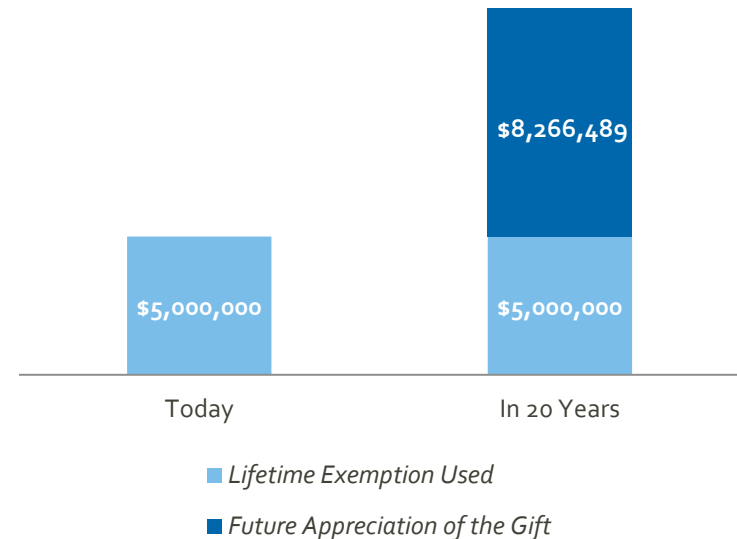 $8,266,489
$5,000,000
$5,000,000
Today
In 20 Years
Lifetime Exemption Used
Future Appreciation of the Gift